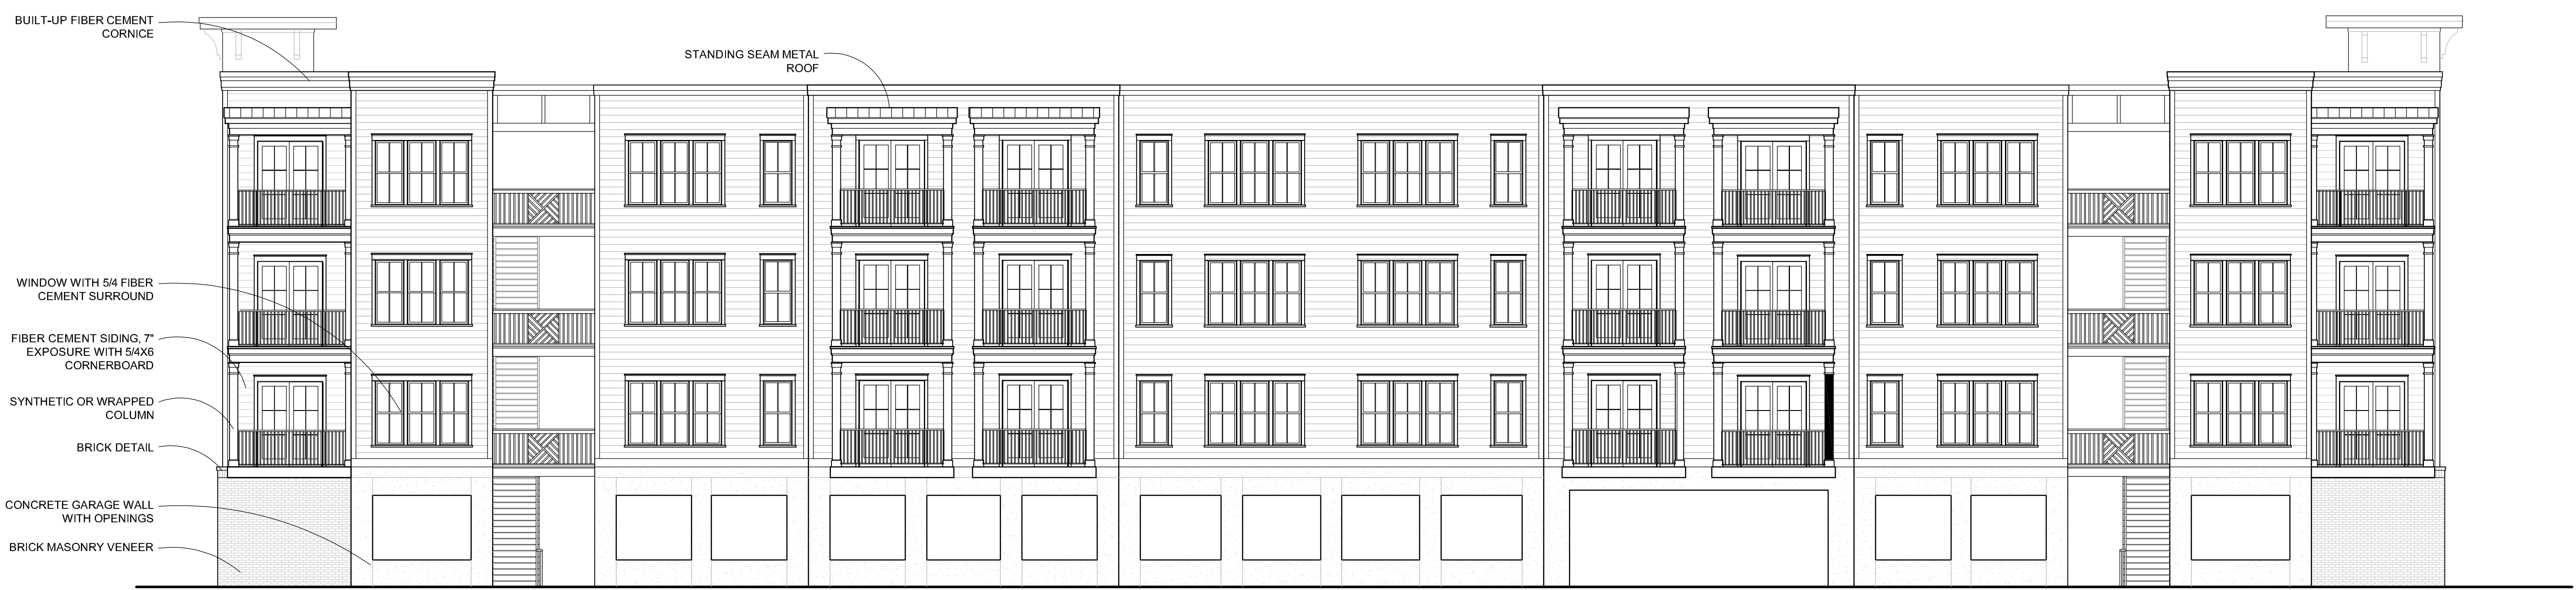 BUILT-UP FIBER CEMENT
CORNICE
STANDING SEAM METAL
ROOF
WINDOW WITH 5/4 FIBER
CEMENT SURROUND
FIBER CEMENT SIDING, 7"
EXPOSURE WITH 5/4X6
CORNERBOARD
SYNTHETIC OR WRAPPED
COLUMN
BRICK DETAIL
CONCRETE GARAGE WALL
WITH OPENINGS
BRICK MASONRY VENEER